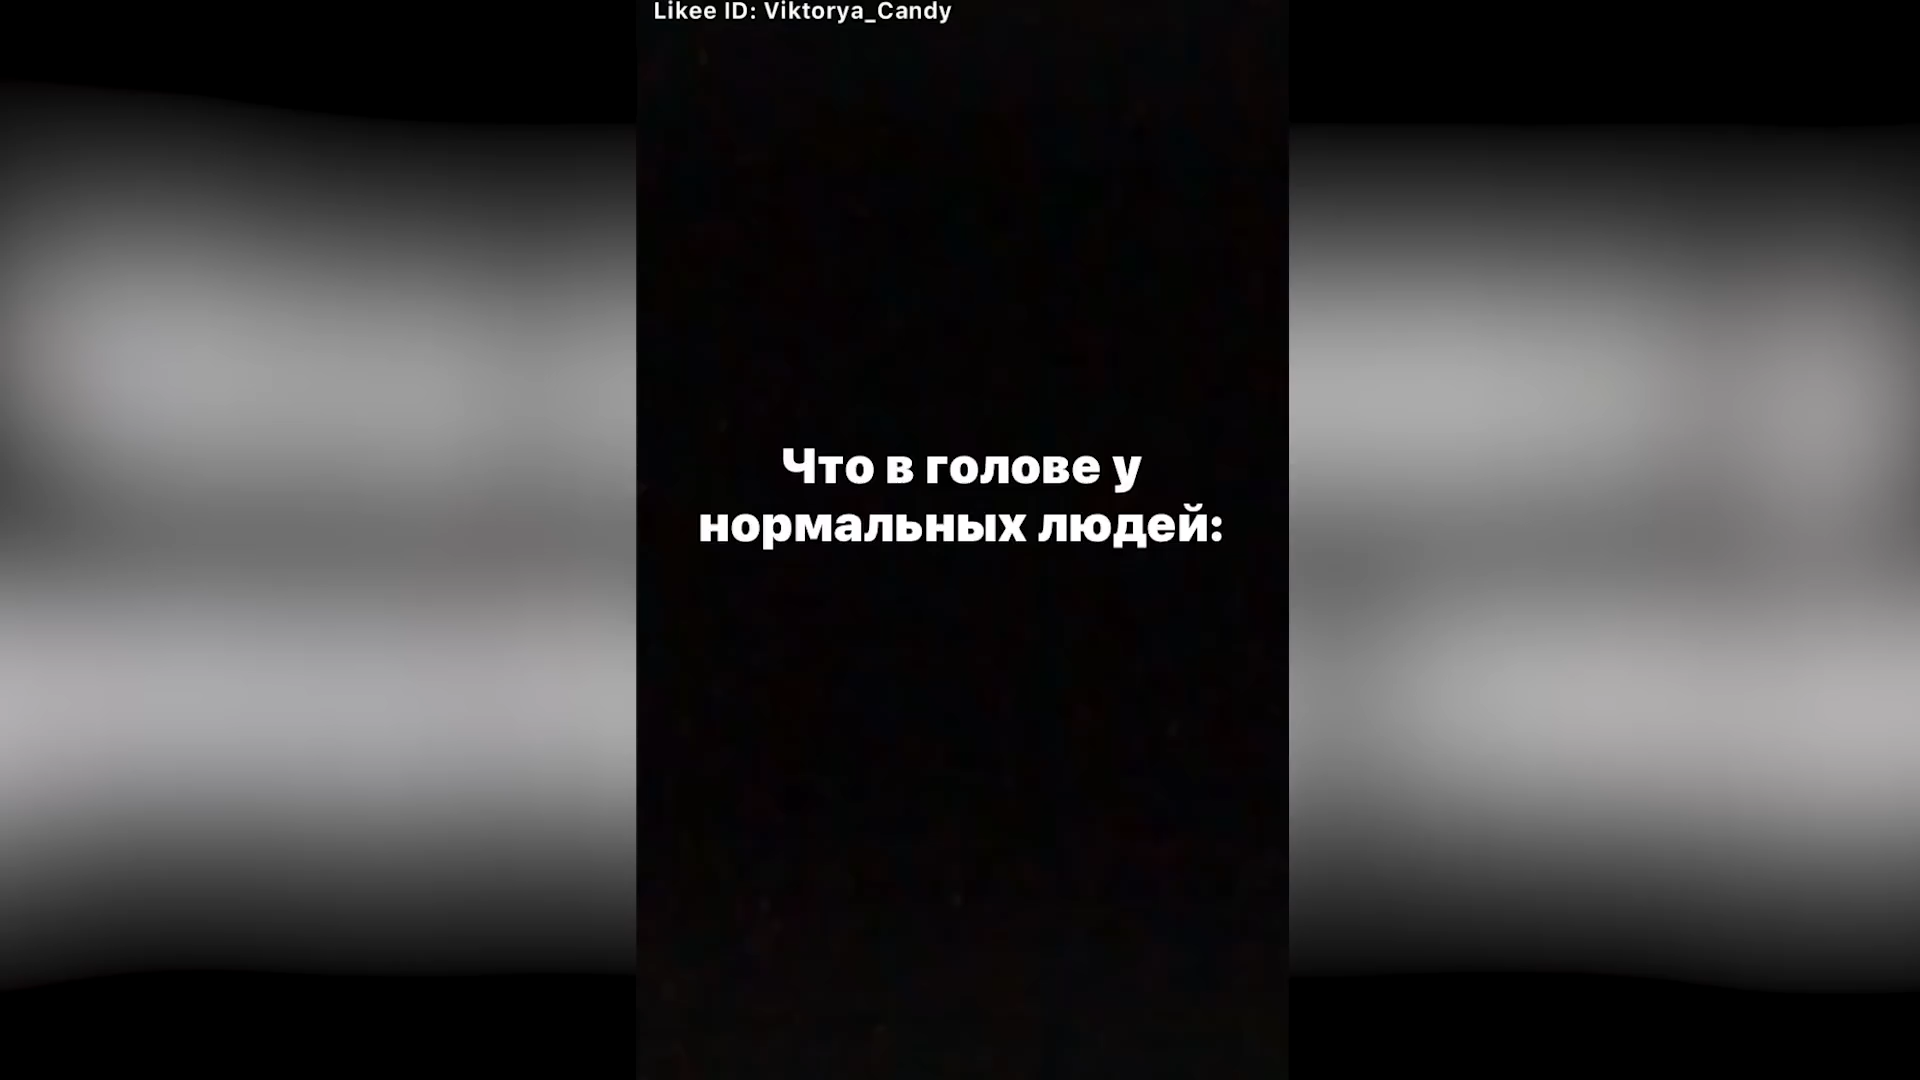 Likee ID: Viktorya_Candy
Что в голове у
нормальных людей: